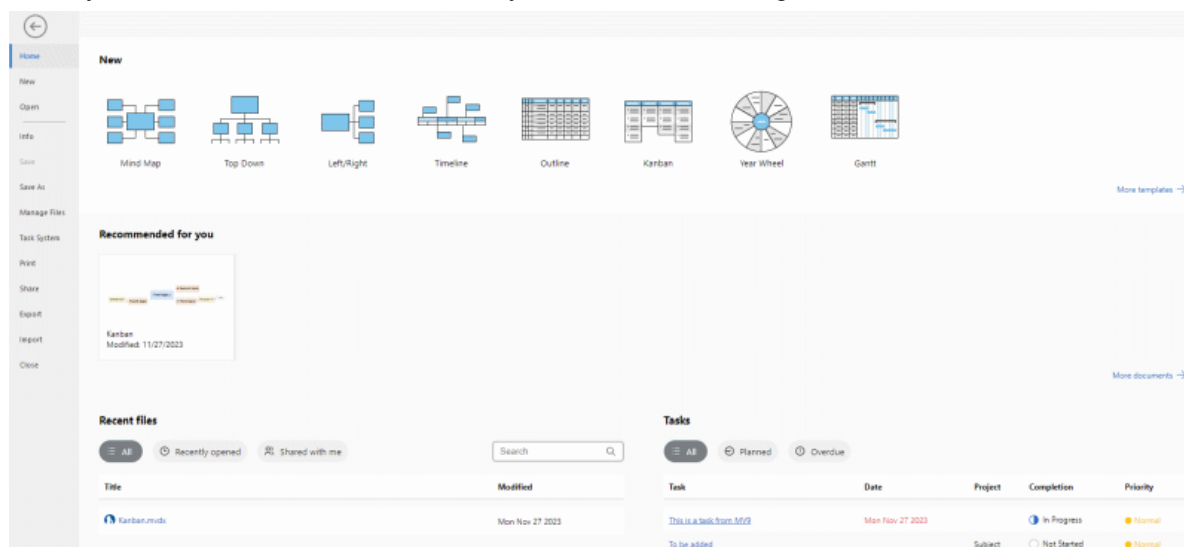 Home
New
Open
Info
Save
Save As
Manage Files
Task System
Print
Share
Export
Import
Close
New
Mind Map Top Down Left/Right Timeline Outline Kanban Year Wheel Gantt
More templates
Recommended for you
Kanban
Modified: 11/27/2023
More documents
Recent files
All Recently opened Shared with me Search
Title Modified
Kanban.mvdx Mon Nov 27 2023
Tasks
All Planned Overdue
Task Date Project Completion Priority
This is a task from MV9 Mon Nov 27 2023 In Progress Normal
To be added Subject Not Started Normal